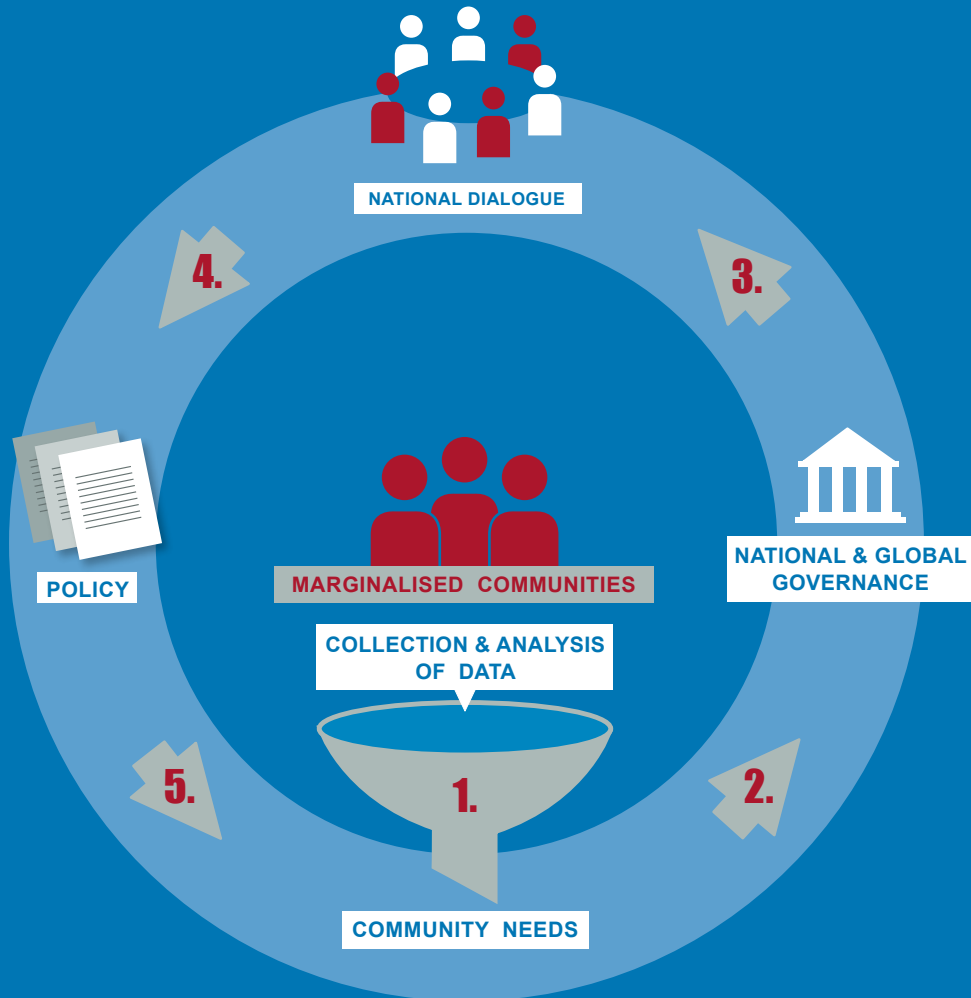 NATIONAL DIALOGUE
4.
3.
POLICY
NATIONAL & GLOBAL
GOVERNANCE
MARGINALISED COMMUNITIES
COLLECTION & ANALYSIS
OF DATA
5.
1.
2.
COMMUNITY NEEDS